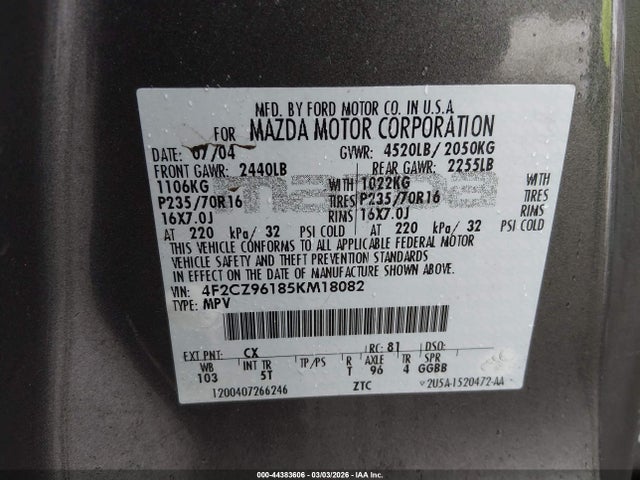 MFD. BY FORD MOTOR CO. IN U.S.A.
FOR MAZDA MOTOR CORPORATION
DATE: 07/04 GVWR: 4520LB/ 2050KG
FRONT GAWR: 2440LB REAR GAWR: 2255LB
1106KG WITH 1022KG WITH
P235/70R16 TIRES P235/70R16 TIRES
16X7.0J RIMS 16X7.0J RIMS
AT 220 kPa/ 32 PSI COLD AT 220 kPa/ 32 PSI COLD
THIS VEHICLE CONFORMS TO ALL APPLICABLE FEDERAL MOTOR
VEHICLE SAFETY AND THEFT PREVENTION STANDARDS
IN EFFECT ON THE DATE OF MANUFACTURE SHOWN ABOVE.
VIN: 4F2CZ96185KM18082
TYPE: MPV
EXT PNT: CX RC: 81 DSO:
WB INT TR TP/PS R AXLE TR SPR
103 5T T 96 4 GGBB
1200407266246 ZTC 2U5A-1520472-AA
000-44383606 - 03/03/2026 - IAA Inc.